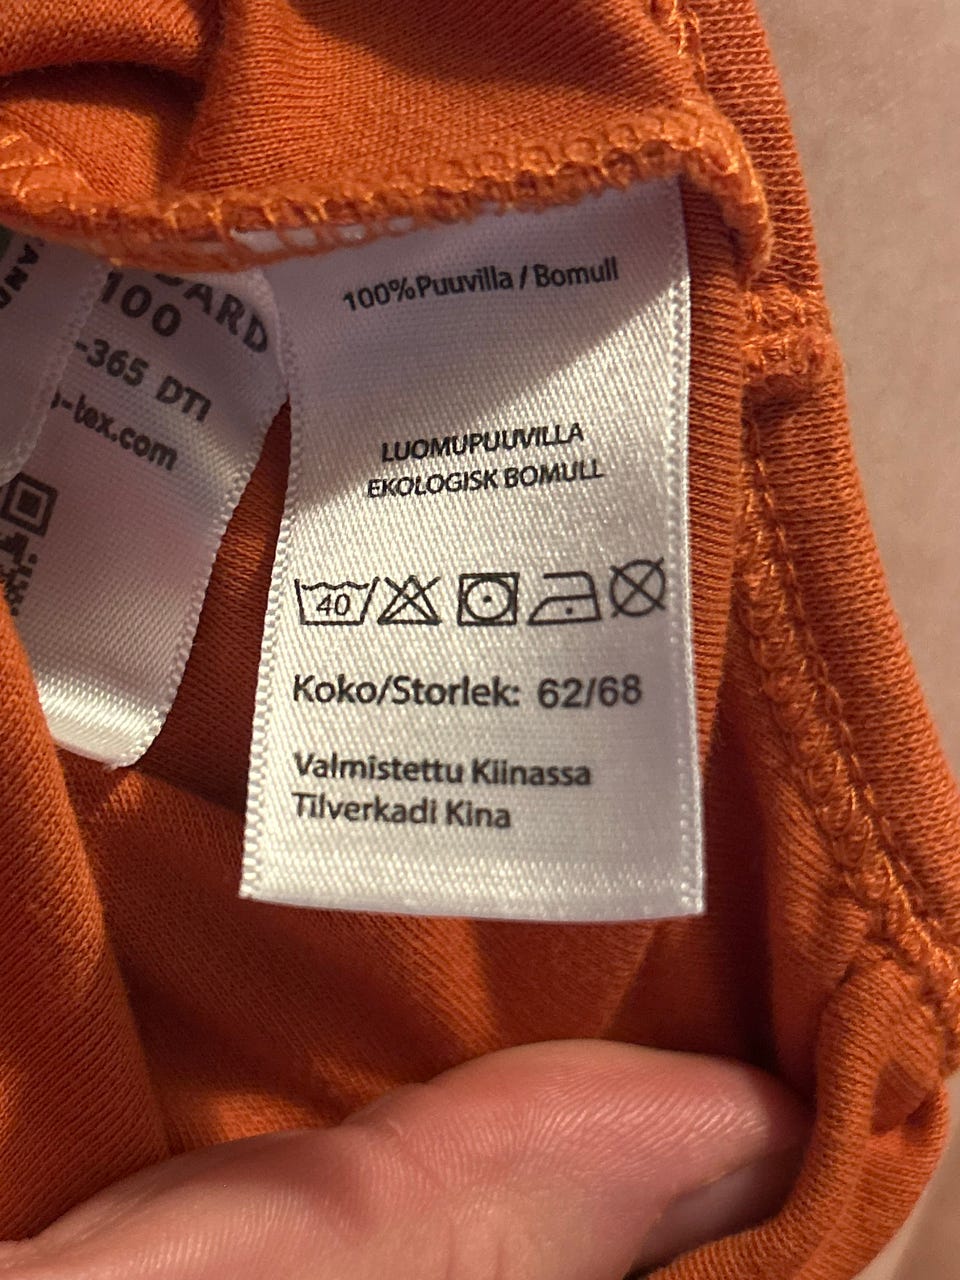 100
-365 DTI
-tex.com
100%Puuvilla / Bomull
LUOMUPUUVILLA
EKOLOGISK BOMULL
40
Koko/Storlek: 62/68
Valmistettu Kiinassa
Tilverkadi Kina